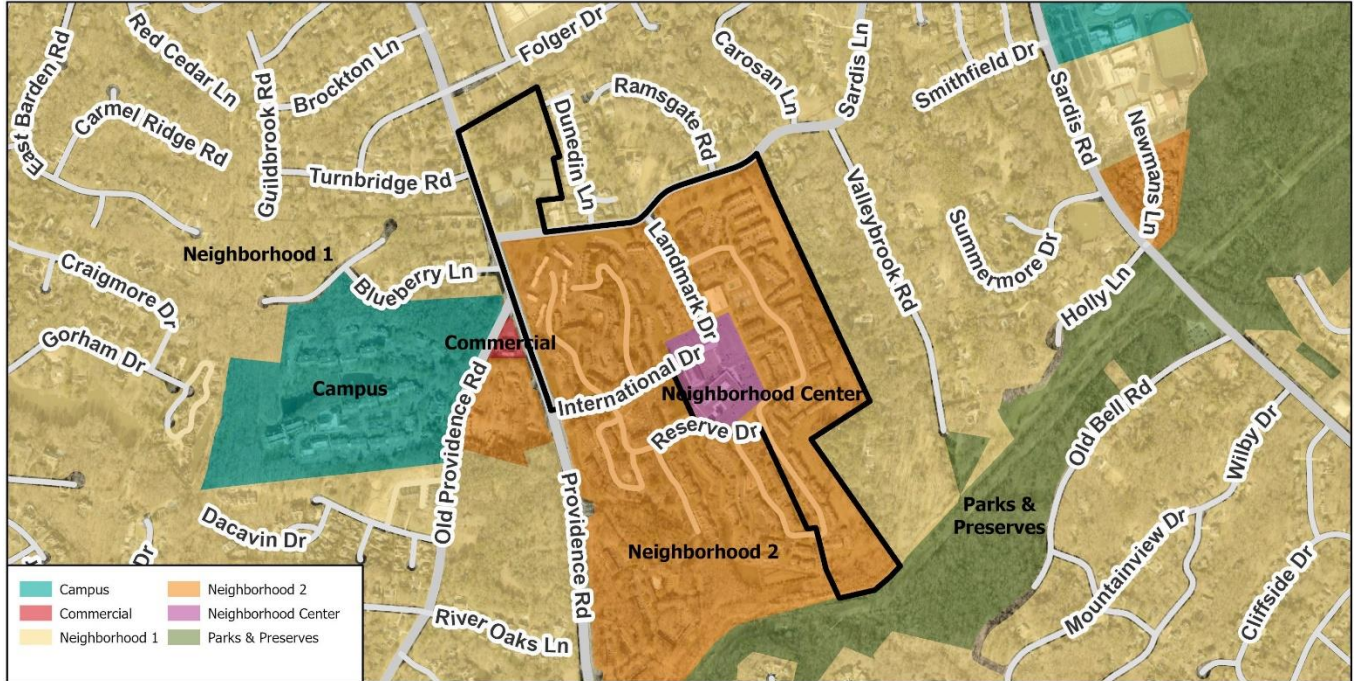 East Barden Rd
Red Cedar Ln
Carmel Ridge Rd
Guildbrook Rd
Brockton Ln
Turnbridge Rd
Folger Dr
Dunedin Ln
Ramsgate Rd
Carosan Ln
Sardis Ln
Smithfield Dr
Sardis Rd
Newmans Ln
Neighborhood 1
Craigmore Dr
Gorham Dr
Blueberry Ln
Commercial
Campus
Old Providence Rd
Landmark Dr
International Dr
Neighborhood Center
Reserve Dr
Valleybrook Rd
Summermore Dr
Holly Ln
Old Bell Rd
Wilby Dr
Parks &
Preserves
Mountainview Dr
Cliffside Dr
Neighborhood 2
Providence Rd
Dacavin Dr
Dr
River Oaks Ln
Campus
Commercial
Neighborhood 1
Neighborhood 2
Neighborhood Center
Parks & Preserves